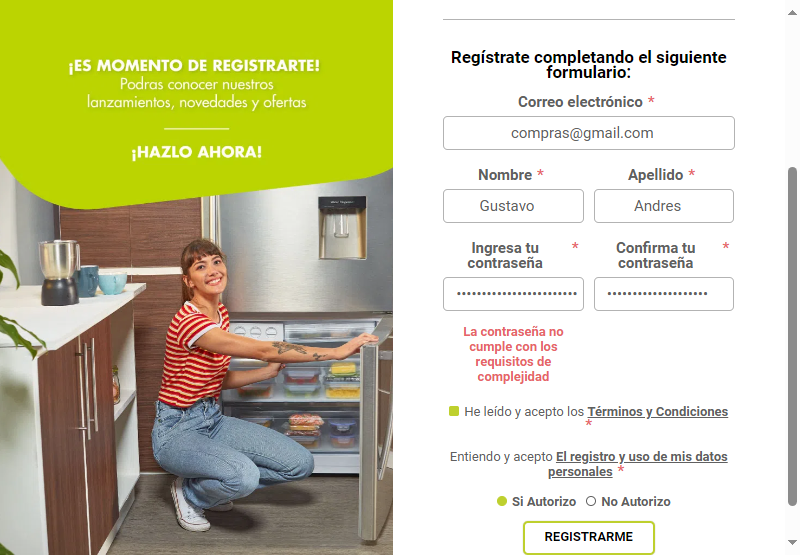 ¡ES MOMENTO DE REGISTRARTE!
Podras conocer nuestros
lanzamientos, novedades y ofertas
¡HAZLO AHORA!
Regístrate completando el siguiente
formulario:
Correo electrónico *
compras@gmail.com
Nombre *
Apellido *
Gustavo
Andres
Ingresa tu *
contraseña
Confirma tu *
contraseña
La contraseña no
cumple con los
requisitos de
complejidad
He leído y acepto los Términos y Condiciones
*
Entiendo y acepto El registro y uso de mis datos
personales *
Si Autorizo
No Autorizo
REGISTRARME